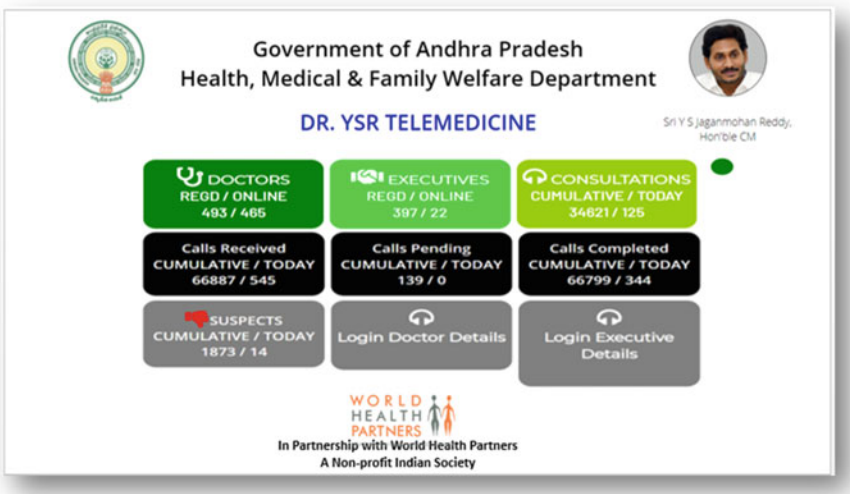 Government of Andhra Pradesh
Health, Medical & Family Welfare Department
DR. YSR TELEMEDICINE
Sri Y S Jaganmohan Reddy,
Hon'ble CM
DOCTORS
REGD / ONLINE
493 / 465
EXECUTIVES
REGD / ONLINE
397 / 22
CONSULTATIONS
CUMULATIVE / TODAY
34621 / 125
Calls Received
CUMULATIVE / TODAY
66887 / 545
Calls Pending
CUMULATIVE / TODAY
139 / 0
Calls Completed
CUMULATIVE / TODAY
66799 / 344
SUSPECTS
CUMULATIVE / TODAY
1873 / 14
Login Doctor Details
Login Executive
Details
WORLD
HEALTH
PARTNERS
In Partnership with World Health Partners
A Non-profit Indian Society